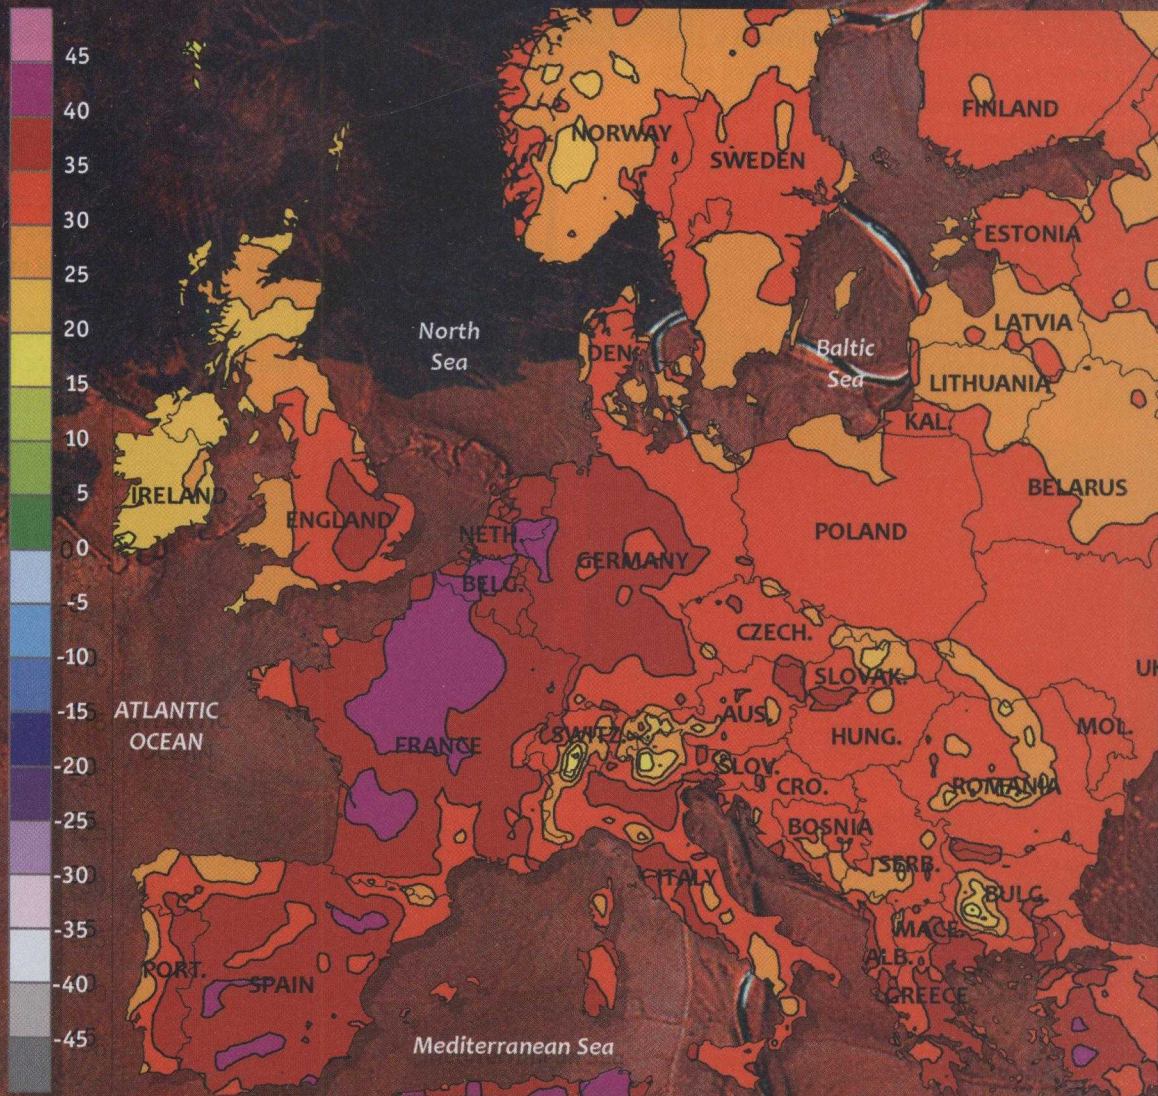 45
40
35
30
25
20
15
10
5
0
-5
-10
-15
-20
-25
-30
-35
-40
-45
FINLAND
NORWAY
SWEDEN
ESTONIA
LATVIA
North
Sea
DEN.
Baltic
Sea
LITHUANIA
KAL.
IRELAND
ENGLAND
BELARUS
NETH.
POLAND
GERMANY
BELG.
CZECH.
SLOVAK.
ATLANTIC
OCEAN
AUS.
MOL.
FRANCE
SWITZ.
HUNG.
SLOV.
CRO.
ROMANIA
BOSNIA
SERB.
ITALY
BULG.
MACE.
ALB.
PORT.
SPAIN
GREECE
Mediterranean Sea